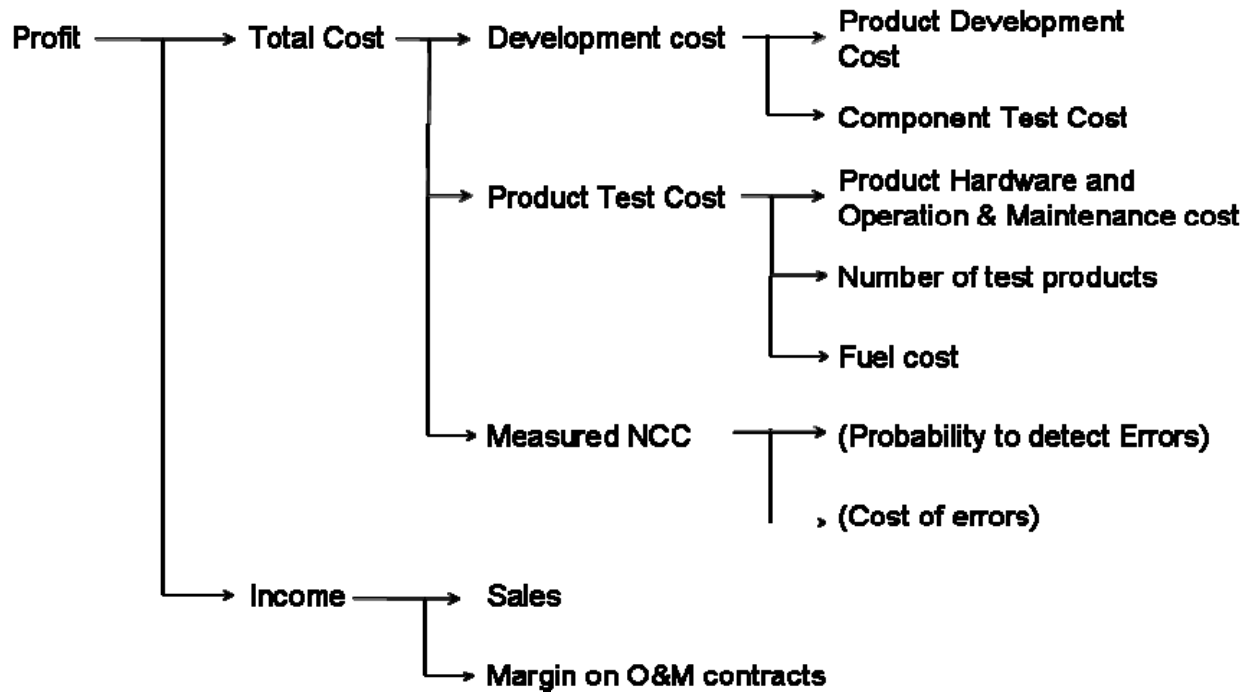 Profit
Total Cost
Development cost
Product Development
Cost
Component Test Cost
Product Test Cost
Product Hardware and
Operation & Maintenance cost
Number of test products
Fuel cost
Measured NCC
(Probability to detect Errors)
(Cost of errors)
Income
Sales
Margin on O&M contracts